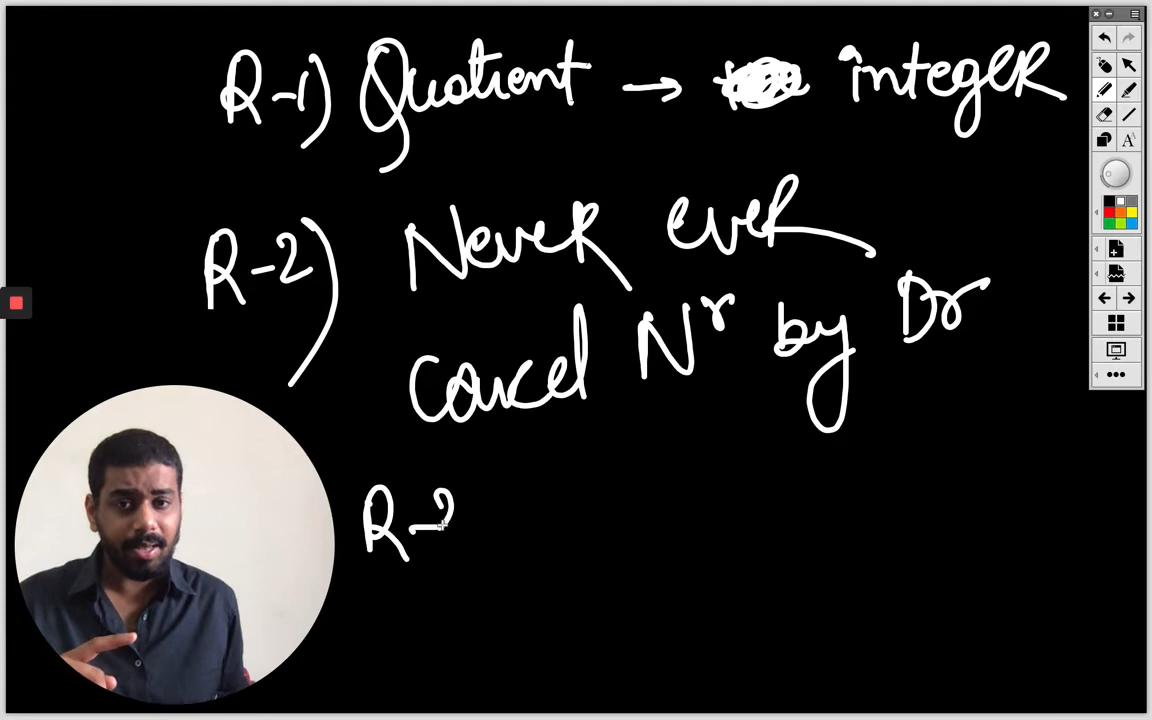 R-1) Quotient → integer
R-2) Never ever
cancel Nr by Dr
R-